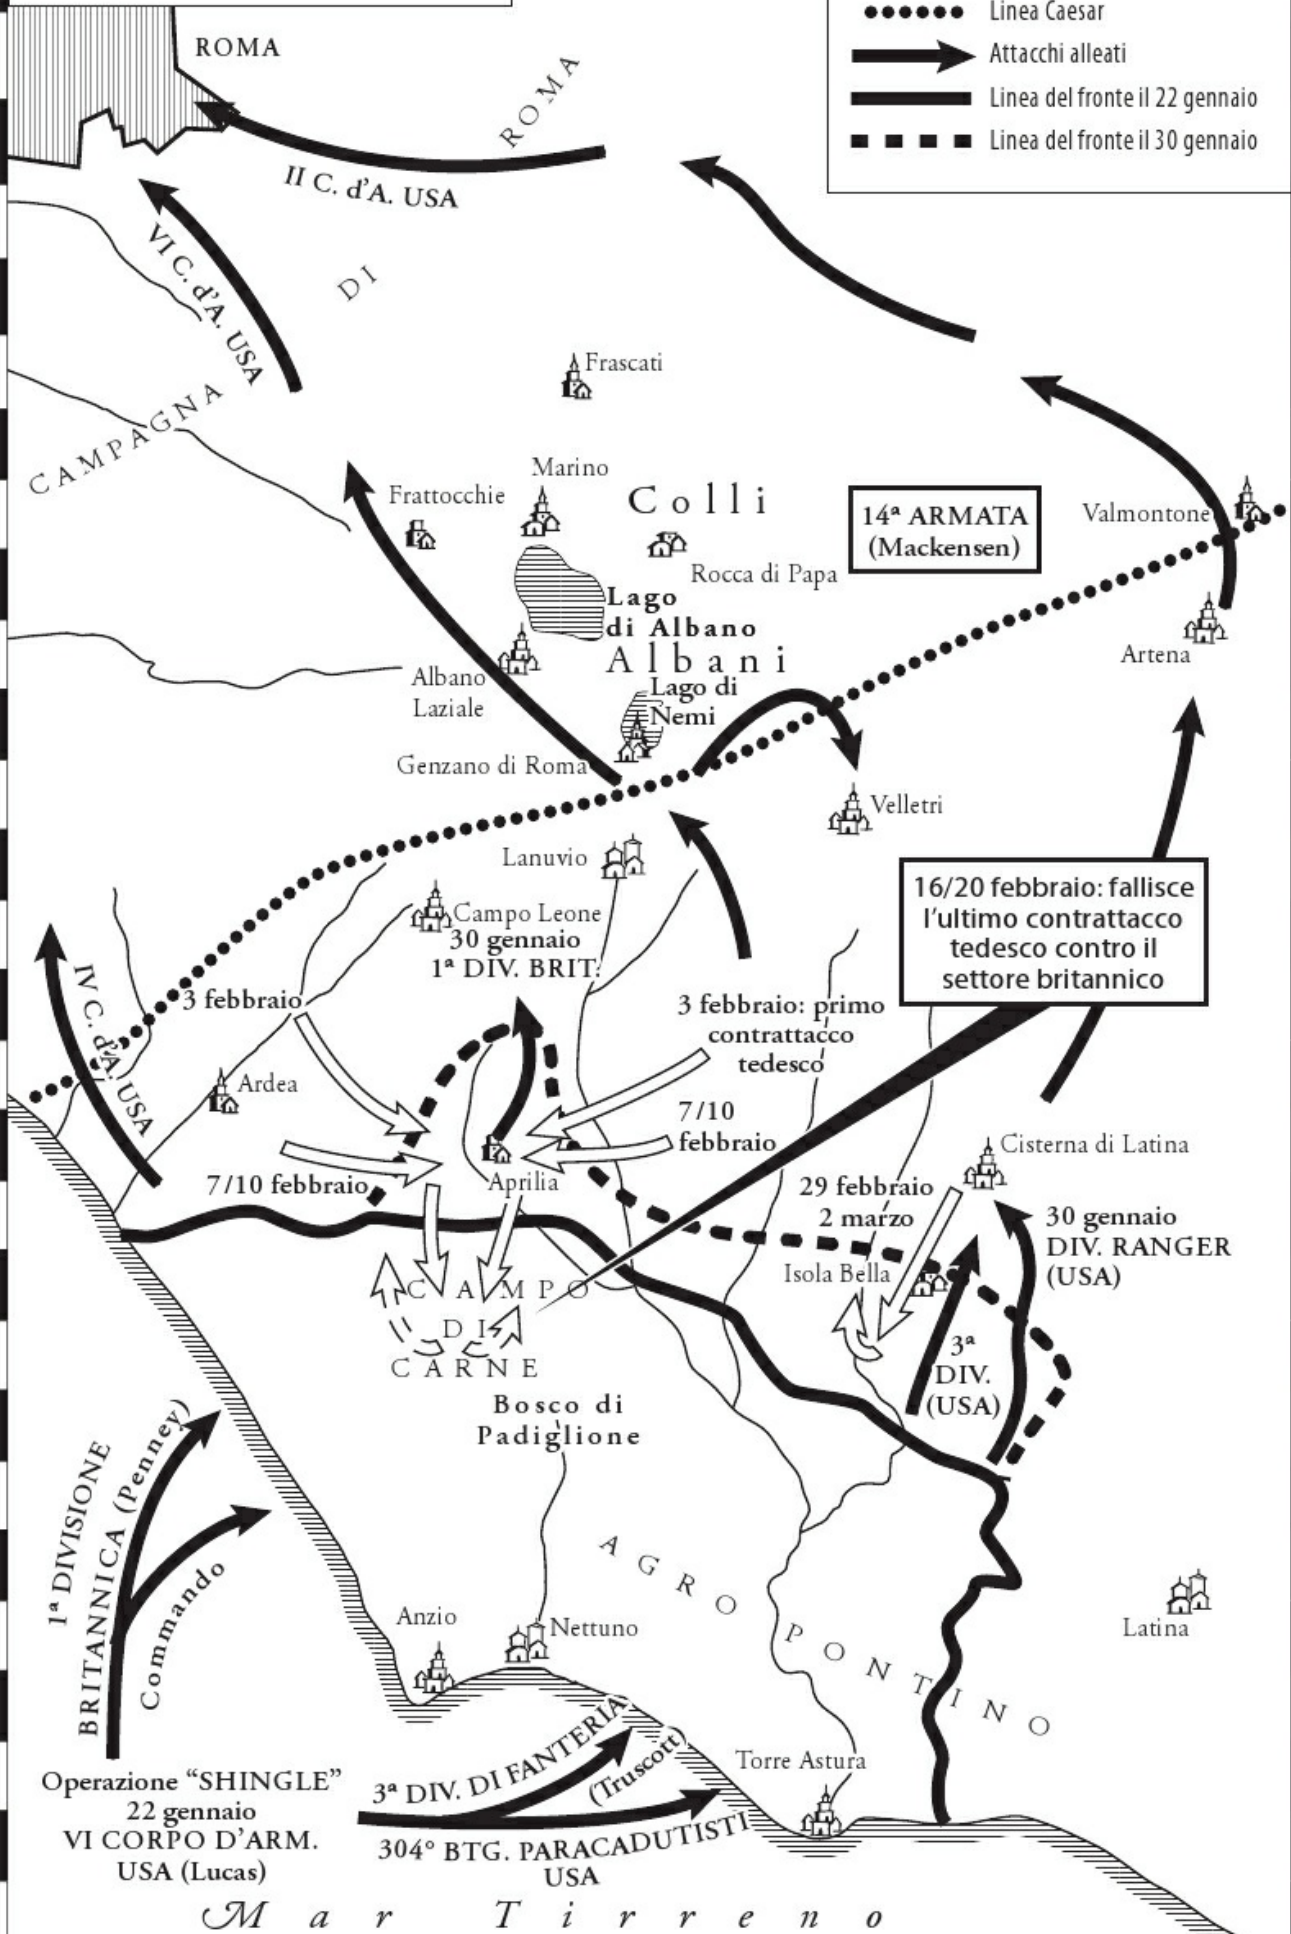 Linea Caesar
Attacchi alleati
Linea del fronte il 22 gennaio
Linea del fronte il 30 gennaio
ROMA
II C. d'A. USA
VI C. d'A. USA
CAMPAGNA
DI
ROMA
Frascati
Marino
Frattocchie
Colli
Rocca di Papa
14ª ARMATA
(Mackensen)
Valmontone
Lago
di Albano
Albani
Artena
Albano
Laziale
Lago di
Nemi
Genzano di Roma
Velletri
Lanuvio
16/20 febbraio: fallisce
l'ultimo contrattacco
tedesco contro il
settore britannico
Campo Leone
30 gennaio
1ª DIV. BRIT.
IV C. d'A. USA
3 febbraio
3 febbraio: primo
contrattacco
tedesco
Ardea
7/10
febbraio
Cisterna di Latina
7/10 febbraio
Aprilia
29 febbraio
2 marzo
30 gennaio
DIV. RANGER
(USA)
Isola Bella
CAMPO
DI
CARNE
3ª
DIV.
(USA)
Bosco di
Padiglione
1ª DIVISIONE
BRITANNICA (Penney)
Commando
AGRO
PONTINO
Anzio
Nettuno
Latina
Torre Astura
Operazione “SHINGLE”
22 gennaio
VI CORPO D'ARM.
USA (Lucas)
3ª DIV. DI FANTERIA
(Truscott)
304° BTG. PARACADUTISTI
USA
Mar Tirreno